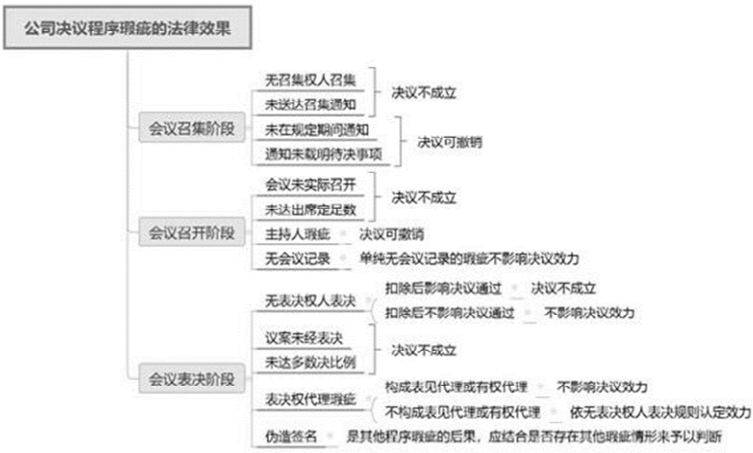 公司决议程序瑕疵的法律效果
会议召集阶段
无召集权人召集
未送达召集通知
决议不成立
未在规定期间通知
通知未载明待决事项
决议可撤销
会议召开阶段
会议未实际召开
未达出席定足数
决议不成立
主持人瑕疵
决议可撤销
无会议记录
单纯无会议记录的瑕疵不影响决议效力
会议表决阶段
无表决权人表决
扣除后影响决议通过
决议不成立
扣除后不影响决议通过
不影响决议效力
议案未经表决
未达多数决比例
决议不成立
表决权代理瑕疵
构成表见代理或有权代理
不影响决议效力
不构成表见代理或有权代理
依无表决权人表决规则认定效力
伪造签名
是其他程序瑕疵的后果，应结合是否存在其他瑕疵情形来予以判断